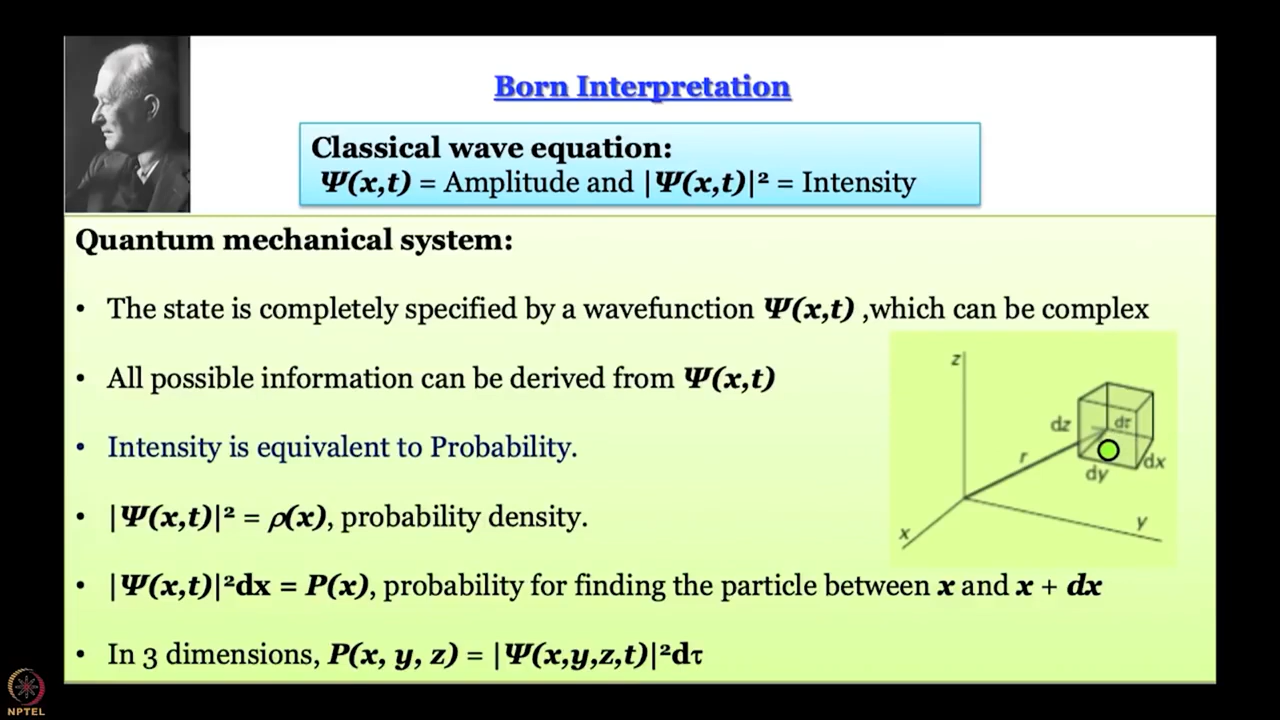 Born Interpretation
Classical wave equation:
Ψ(x,t) = Amplitude and |Ψ(x,t)|² = Intensity
Quantum mechanical system:
• The state is completely specified by a wavefunction Ψ(x,t) ,which can be complex
• All possible information can be derived from Ψ(x,t)
• Intensity is equivalent to Probability.
• |Ψ(x,t)|² = ρ(x), probability density.
• |Ψ(x,t)|²dx = P(x), probability for finding the particle between x and x + dx
• In 3 dimensions, P(x, y, z) = |Ψ(x,y,z,t)|²dτ
z
dz
dτ
r
dy
dx
x
y
NPTEL